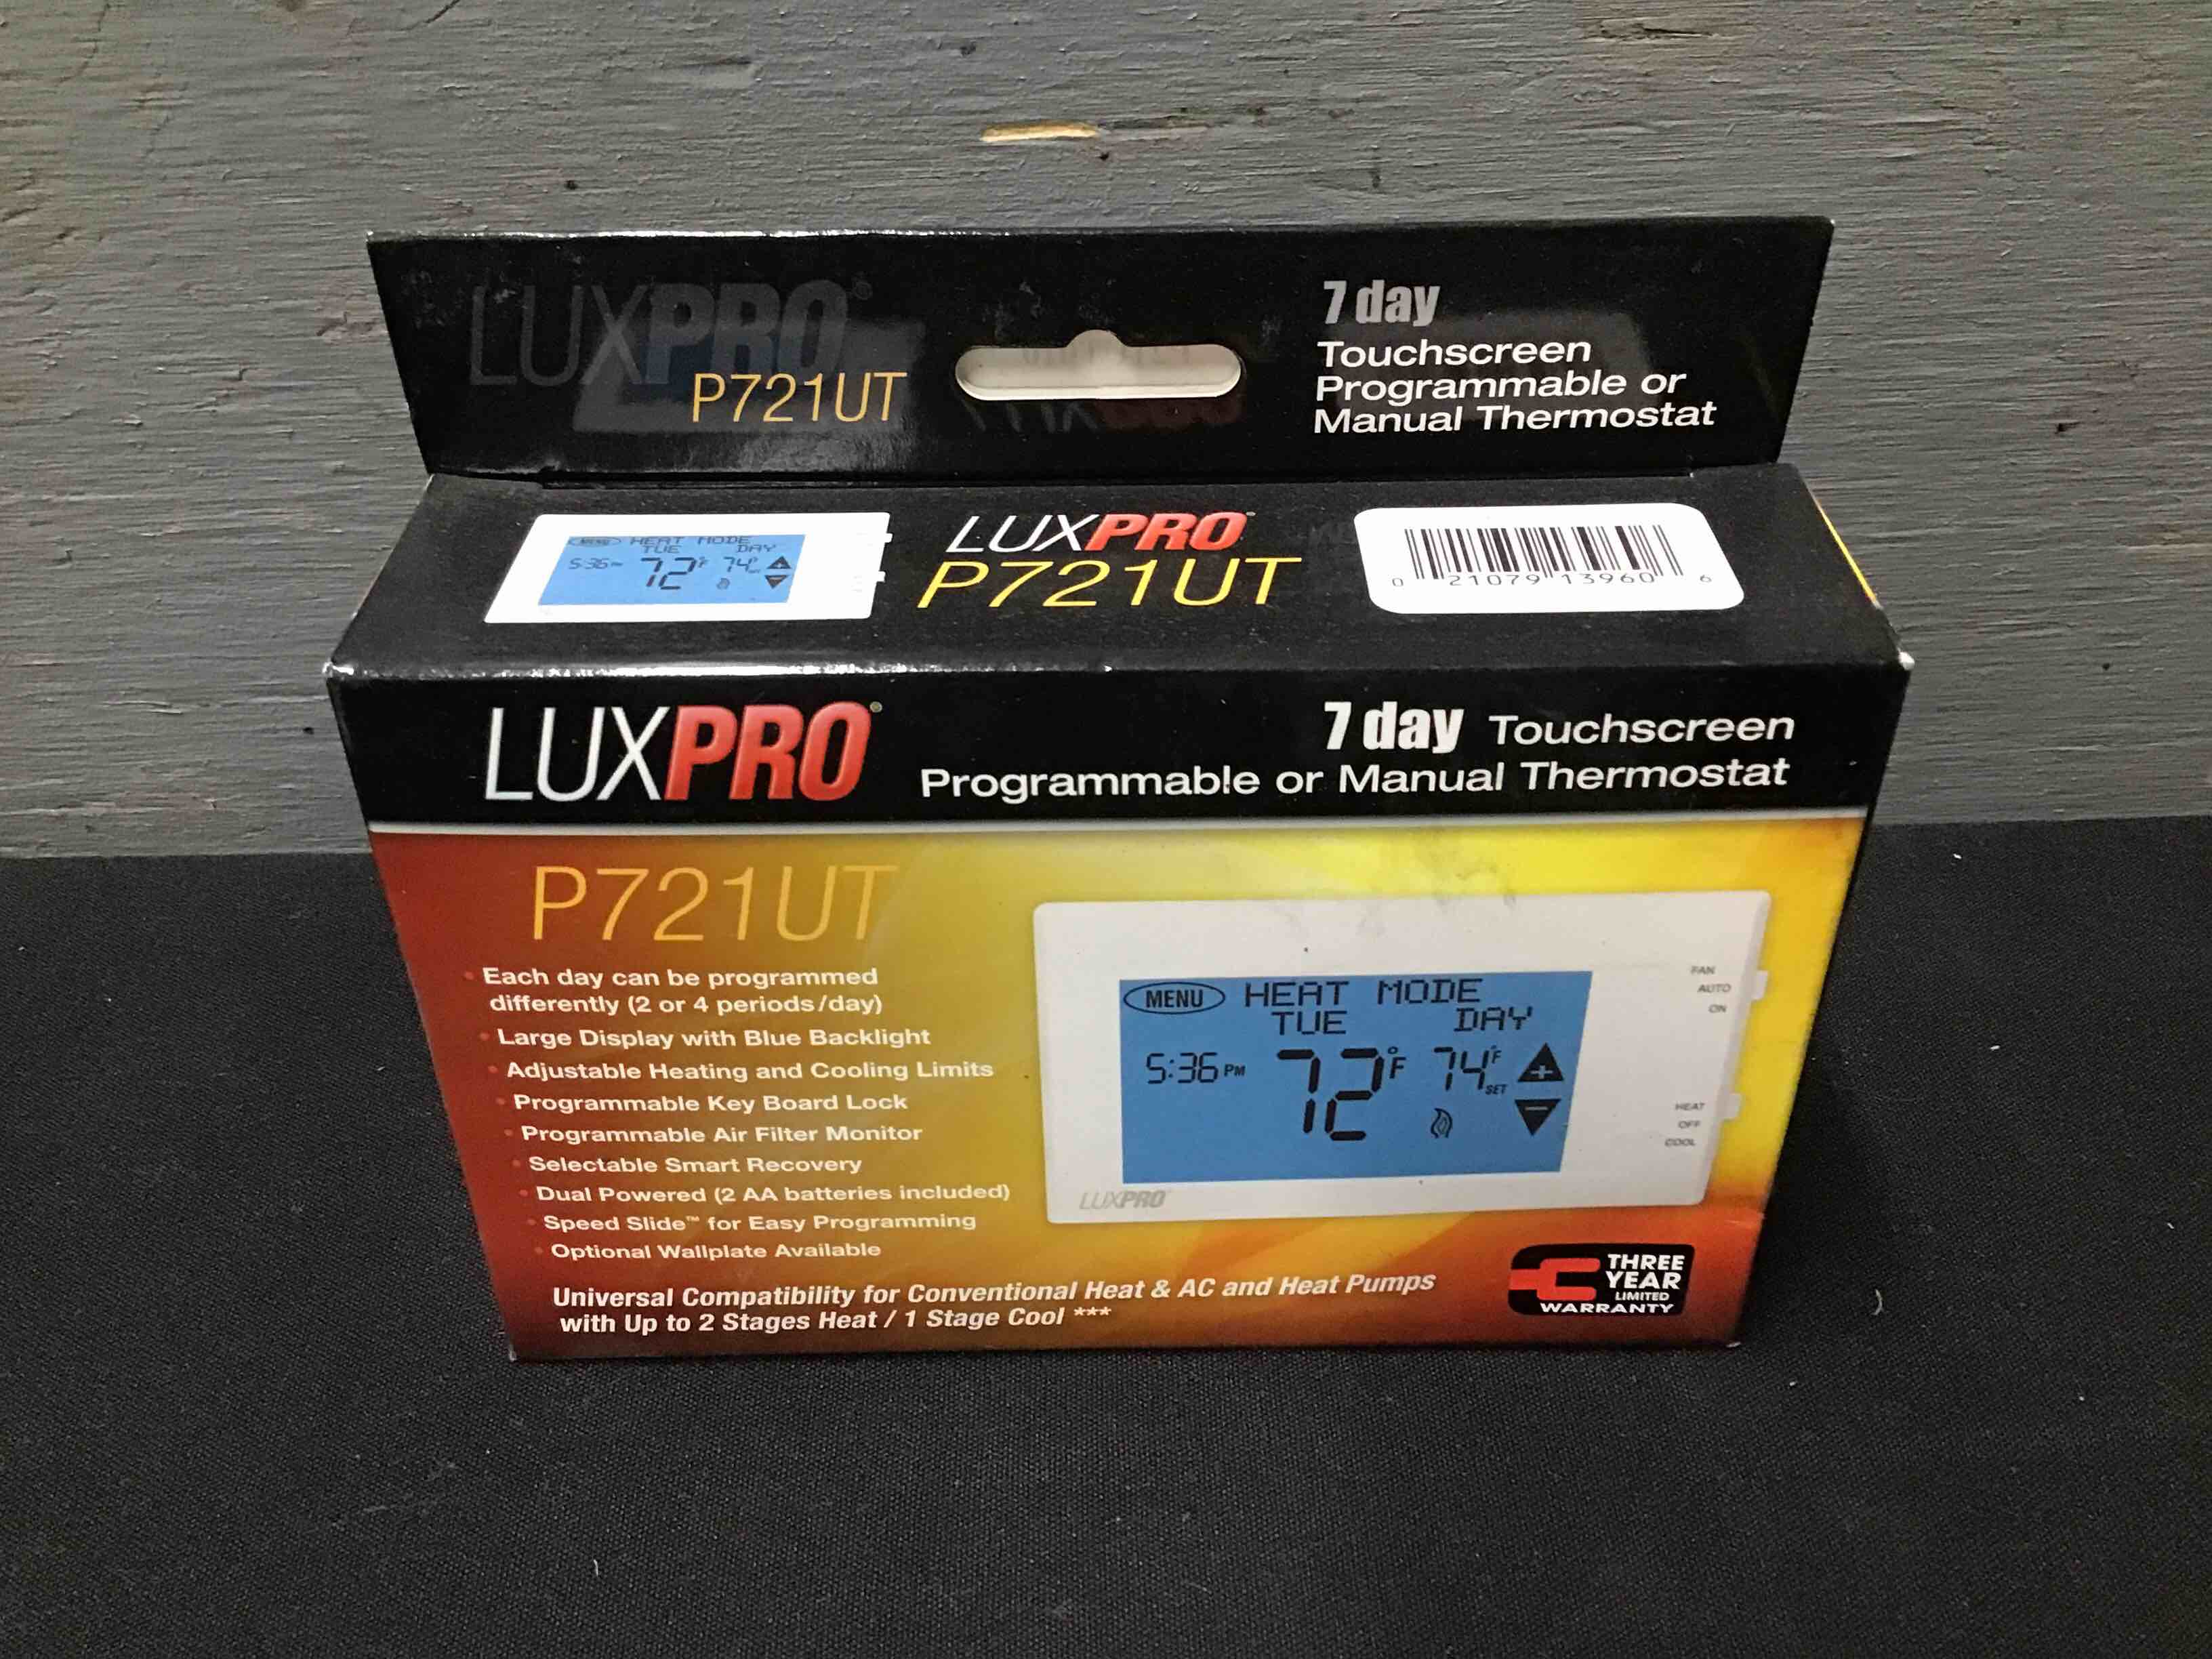 LUXPRO®
P721UT
7 day
Touchscreen
Programmable or
Manual Thermostat
MENU HEAT MODE
TUE DAY
5:36 PM 72°F 74°
LUXPRO
P721UT
0 21079 13960 6
LUXPRO®
7 day Touchscreen
Programmable or Manual Thermostat
P721UT
• Each day can be programmed
differently (2 or 4 periods/day)
• Large Display with Blue Backlight
• Adjustable Heating and Cooling Limits
• Programmable Key Board Lock
• Programmable Air Filter Monitor
• Selectable Smart Recovery
• Dual Powered (2 AA batteries included)
• Speed Slide™ for Easy Programming
• Optional Wallplate Available
Universal Compatibility for Conventional Heat & AC and Heat Pumps
with Up to 2 Stages Heat / 1 Stage Cool ***
MENU HEAT MODE
TUE DAY
5:36 PM 72°F 74°F
SET
+
−
FAN
AUTO
ON
HEAT
OFF
COOL
LUXPRO
THREE
YEAR
LIMITED
WARRANTY